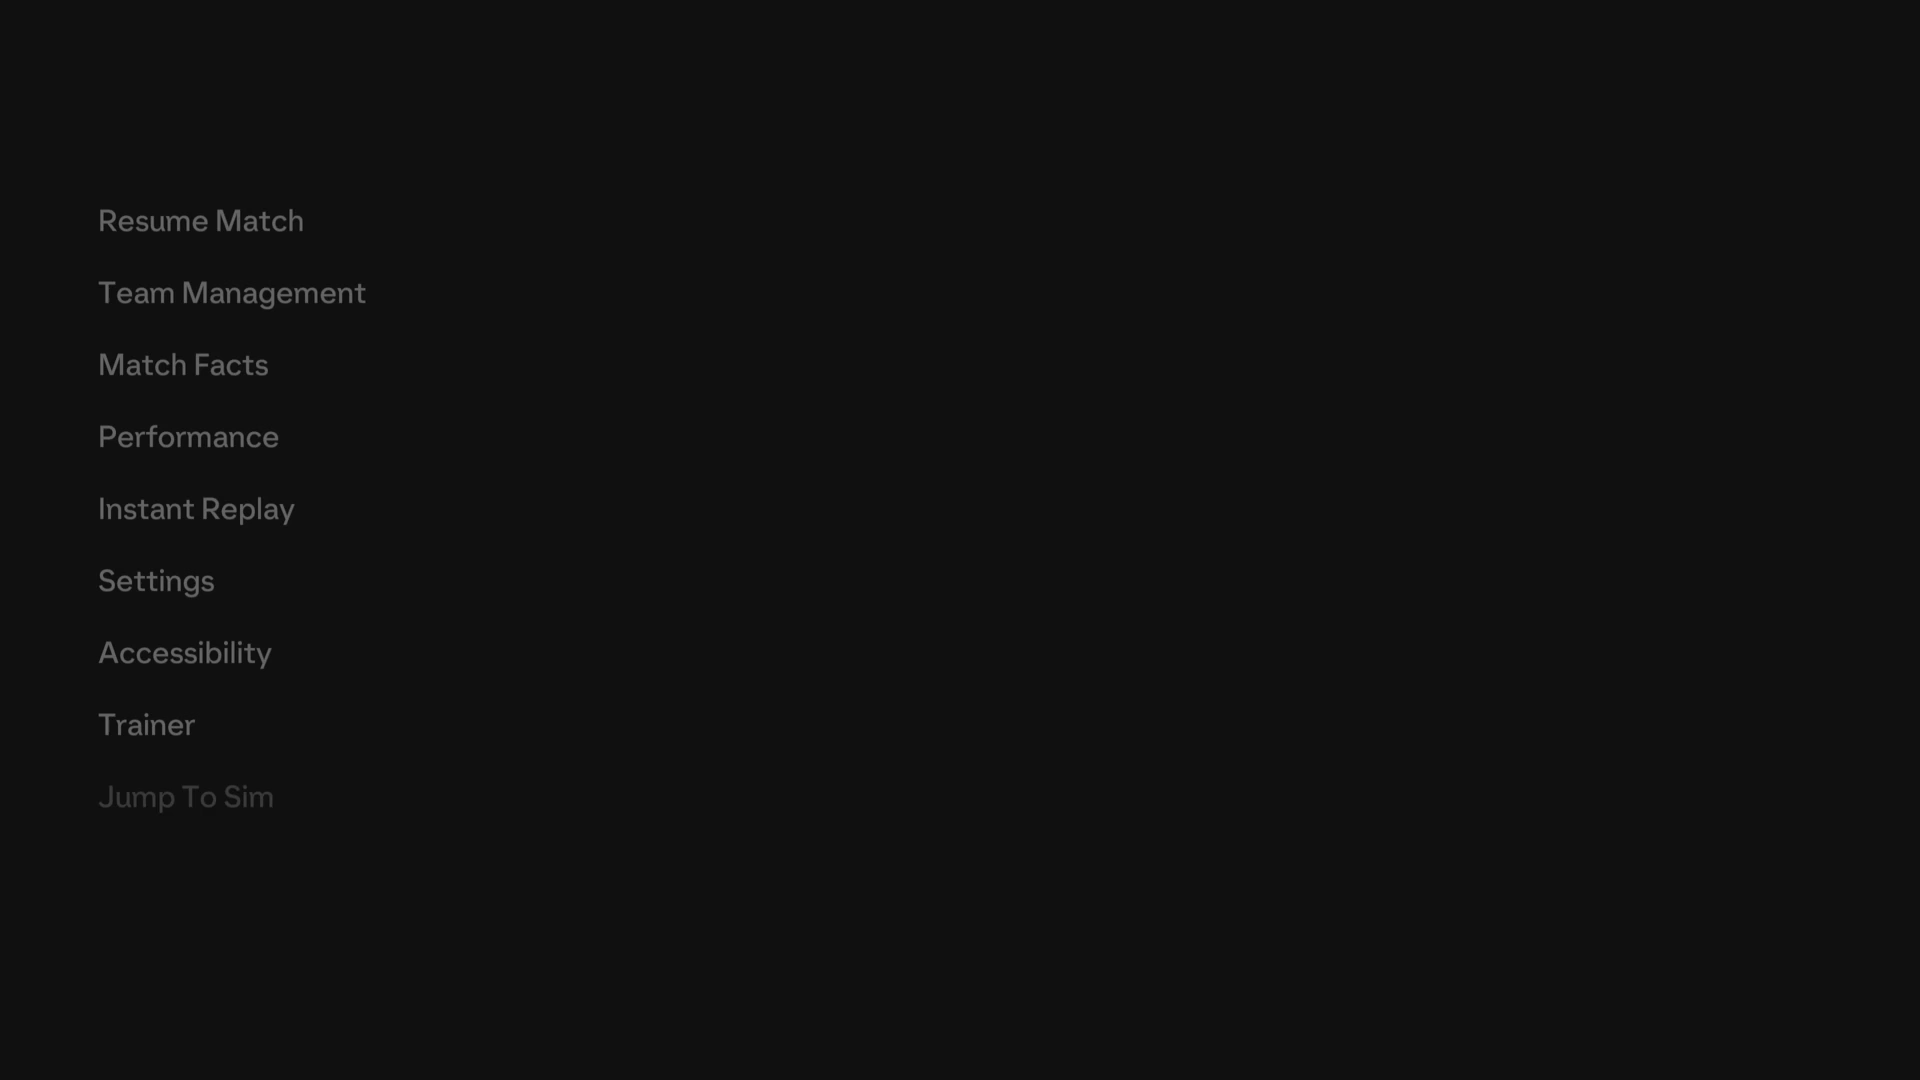 Resume Match
Team Management
Match Facts
Performance
Instant Replay
Settings
Accessibility
Trainer
Jump To Sim